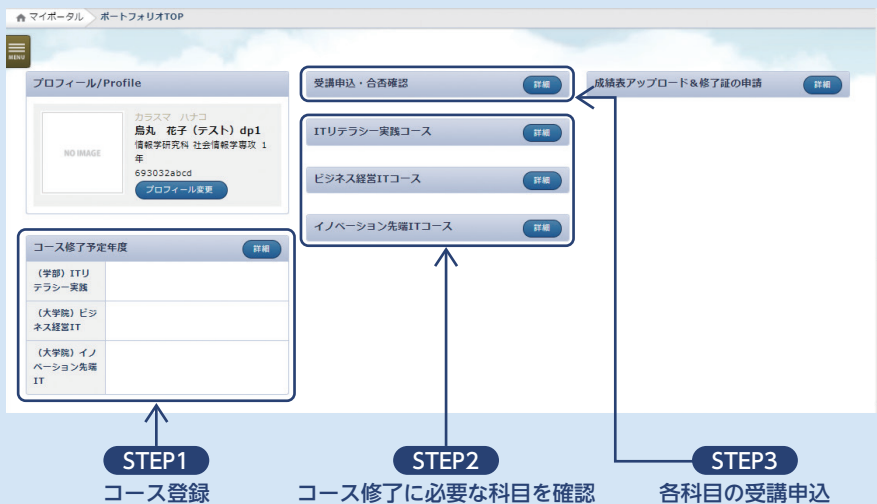 マイポータル ポートフォリオTOP
MENU
プロフィール/Profile
NO IMAGE
カラスマ ハナコ
烏丸 花子（テスト）dp1
情報学研究科 社会情報学専攻 1
年
693032abcd
プロフィール変更
コース修了予定年度 詳細
（学部）ITリ
テラシー実践
（大学院）ビジ
ネス経営IT
（大学院）イノ
ベーション先端
IT
受講申込・合否確認 詳細
ITリテラシー実践コース 詳細
ビジネス経営ITコース 詳細
イノベーション先端ITコース 詳細
成績表アップロード&修了証の申請 詳細
STEP1
コース登録
STEP2
コース修了に必要な科目を確認
STEP3
各科目の受講申込